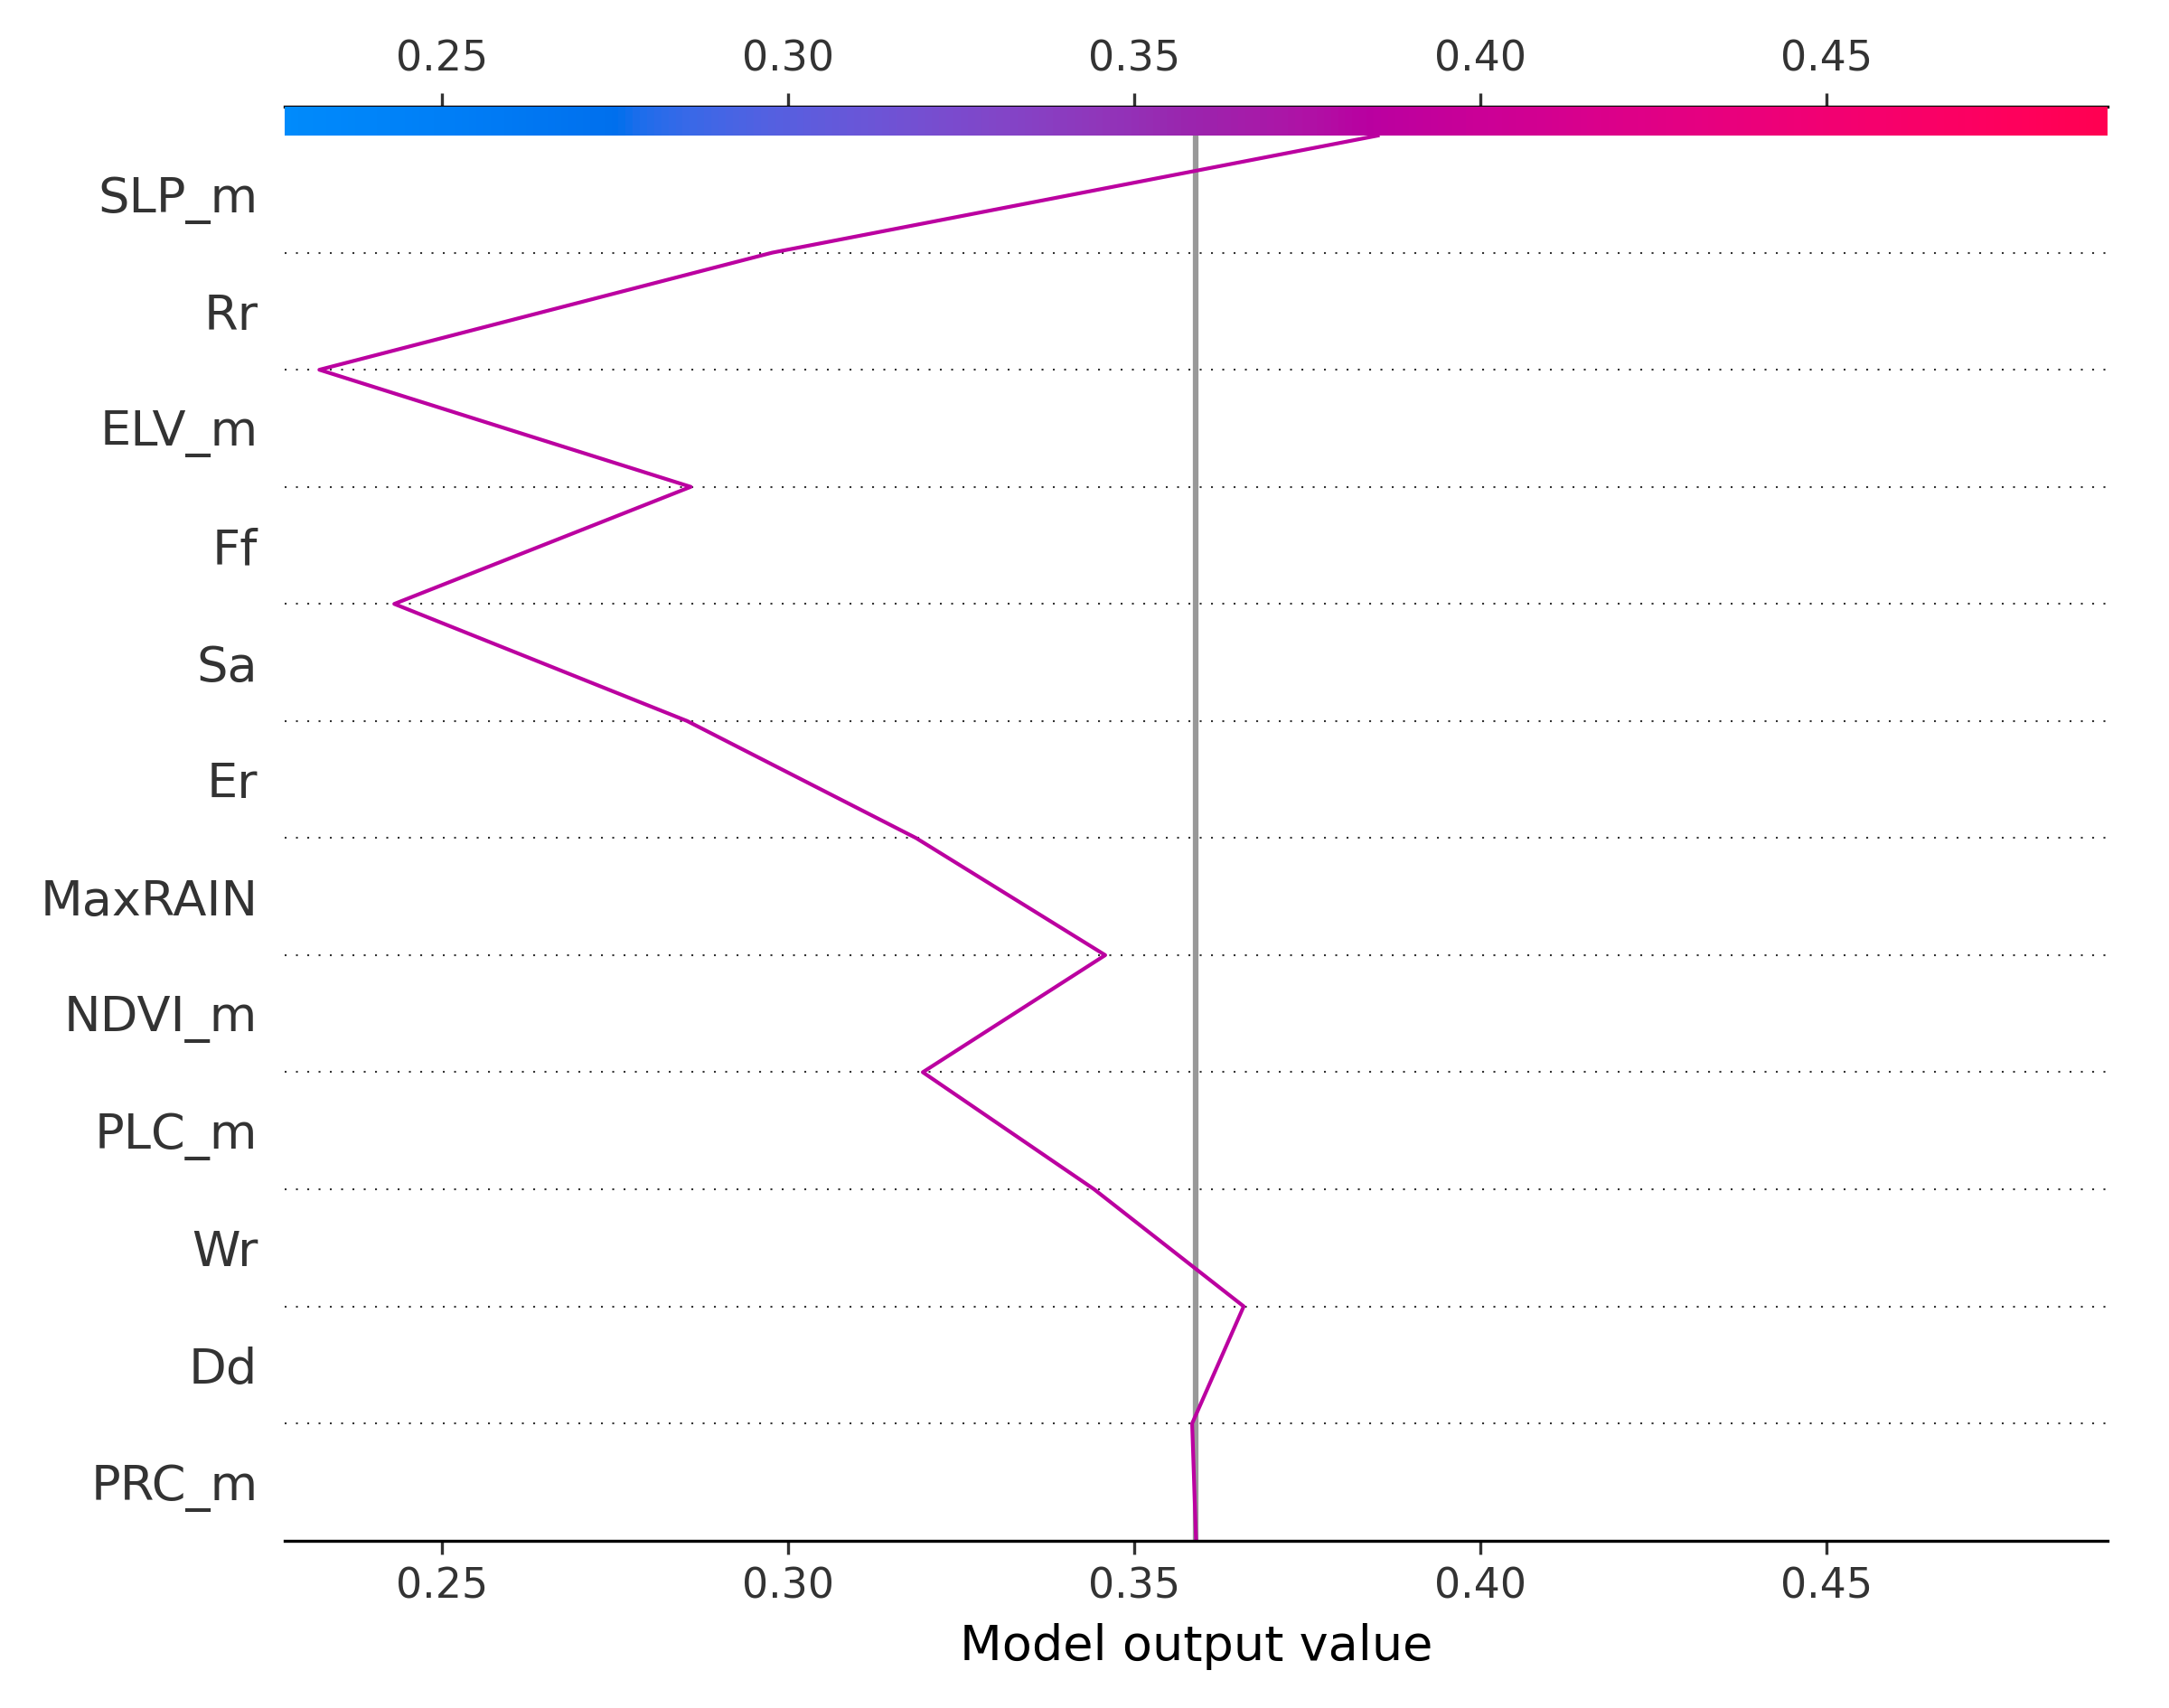 0.25 0.30 0.35 0.40 0.45
SLP_m
Rr
ELV_m
Ff
Sa
Er
MaxRAIN
NDVI_m
PLC_m
Wr
Dd
PRC_m
0.25 0.30 0.35 0.40 0.45
Model output value